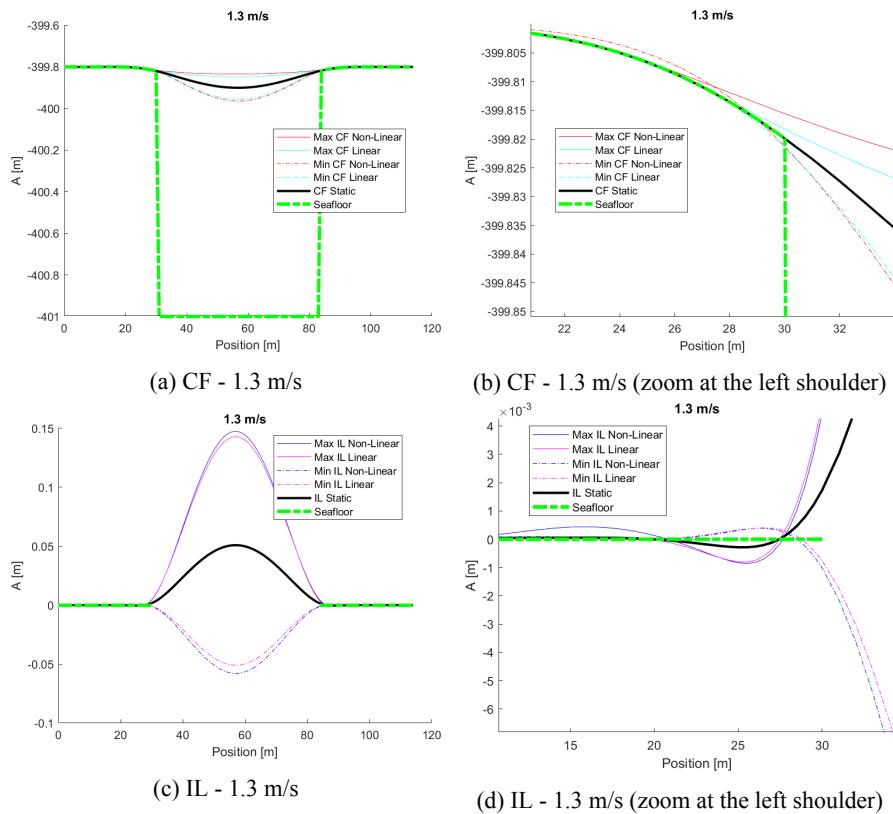 1.3 m/s
-399.6
-399.8
-400
-400.2
-400.4
-400.6
-400.8
-401
A [m]
Max CF Non-Linear
Max CF Linear
Min CF Non-Linear
Min CF Linear
CF Static
Seafloor
0 20 40 60 80 100 120
Position [m]
(a) CF - 1.3 m/s
1.3 m/s
-399.805
-399.81
-399.815
-399.82
-399.825
-399.83
-399.835
-399.84
-399.845
-399.85
A [m]
Max CF Non-Linear
Max CF Linear
Min CF Non-Linear
Min CF Linear
CF Static
Seafloor
22 24 26 28 30 32
Position [m]
(b) CF - 1.3 m/s (zoom at the left shoulder)
1.3 m/s
0.15
0.1
0.05
0
-0.05
-0.1
A [m]
Max IL Non-Linear
Max IL Linear
Min IL Non-Linear
Min IL Linear
IL Static
Seafloor
0 20 40 60 80 100 120
Position [m]
(c) IL - 1.3 m/s
×10⁻³
1.3 m/s
4
3
2
1
0
-1
-2
-3
-4
-5
-6
A [m]
Max IL Non-Linear
Max IL Linear
Min IL Non-Linear
Min IL Linear
IL Static
Seafloor
15 20 25 30
Position [m]
(d) IL - 1.3 m/s (zoom at the left shoulder)